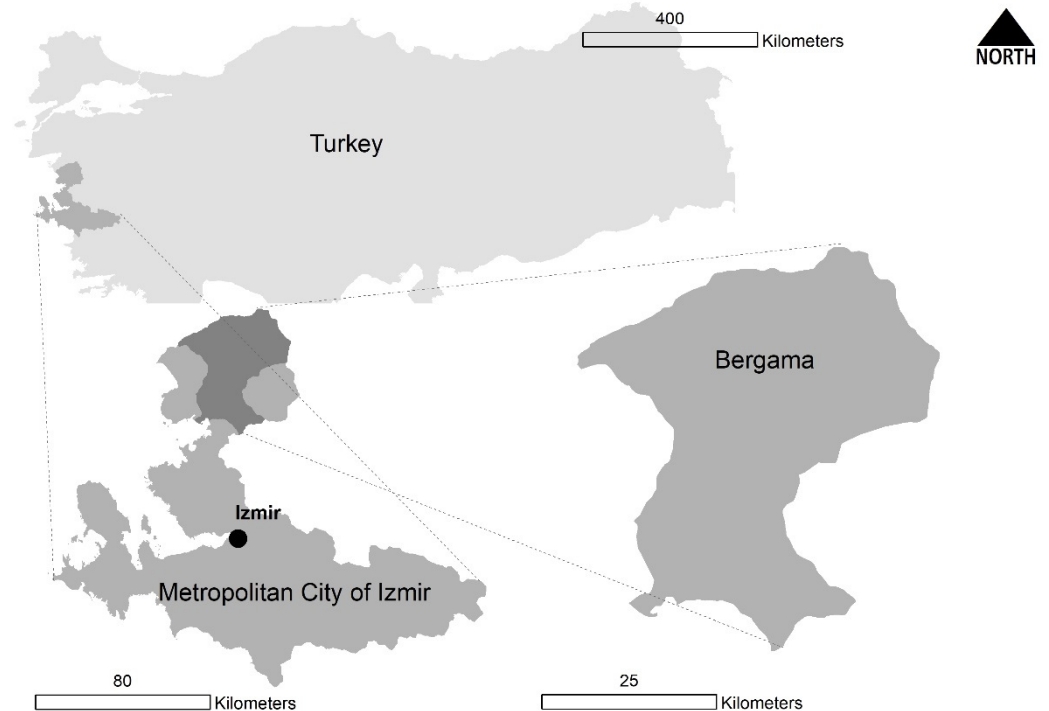 400
Kilometers
NORTH
Turkey
Bergama
Izmir
Metropolitan City of Izmir
80
Kilometers
25
Kilometers